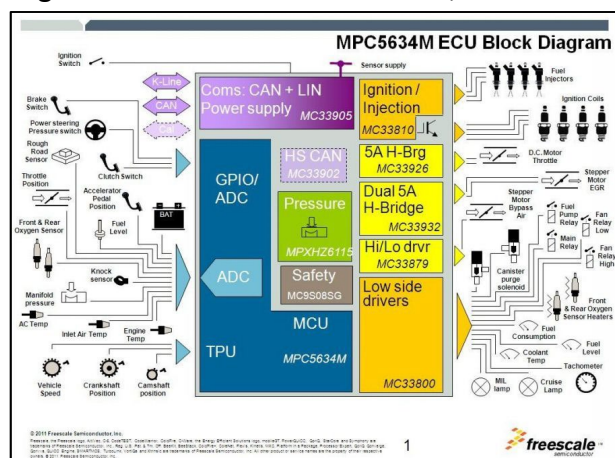 MPC5634M ECU Block Diagram
Ignition
Switch
Sensor supply
K-Line
CAN
Cal
Brake
Switch
Power steering
Pressure switch
Rough
Road
Sensor
Clutch Switch
Throttle
Position
Accelerator
Pedal
Position
BAT
Front & Rear
Oxygen Sensor
Fuel
Level
Knock
sensor
Manifold
pressure
AC Temp
Inlet Air Temp
Engine
Temp
Vehicle
Speed
Crankshaft
Position
Camshaft
position
Coms: CAN + LIN
Power supply
MC33905
Ignition /
Injection
MC33810
HS CAN
MC33902
5A H-Brg
MC33926
GPIO/
ADC
Pressure
MPXHZ6115
Dual 5A
H-Bridge
MC33932
ADC
Safety
MC9S08SG
Hi/Lo drvr
MC33879
MCU
MPC5634M
TPU
Low side
drivers
MC33800
Fuel
Injectors
Ignition Coils
D.C. Motor
Throttle
Stepper
Motor
EGR
Stepper
Motor
Bypass
Air
Fuel
Pump
Relay
Fan
Relay
Low
Main
Relay
Fan
Relay
High
Canister
purge
solenoid
Front
& Rear Oxygen
Sensor Heaters
Fuel
Consumption
Fuel
Level
Coolant
Temp
Tachometer
MIL
lamp
Cruise
Lamp
© 2011 Freescale Semiconductor, Inc.
1
freescale
semiconductor